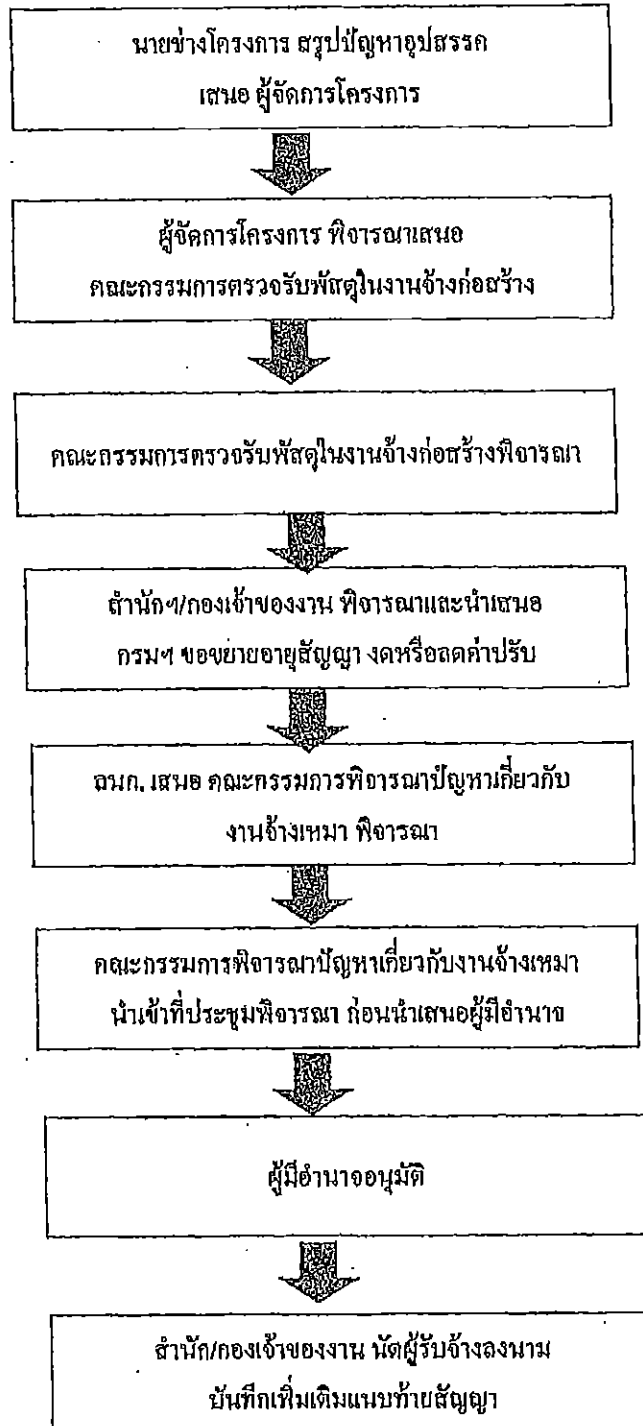 นายช่างโครงการ สรุปปัญหาอุปสรรค
เสนอ ผู้จัดการโครงการ
ผู้จัดการโครงการ พิจารณาเสนอ
คณะกรรมการตรวจรับพัสดุในงานจ้างก่อสร้าง
คณะกรรมการตรวจรับพัสดุในงานจ้างก่อสร้างพิจารณา
สำนักฯ/กองเจ้าของงาน พิจารณาและนำเสนอ
กรมฯ ขอขยายอายุสัญญา งดหรือลดค่าปรับ
ลนก. เสนอ คณะกรรมการพิจารณาปัญหาเกี่ยวกับ
งานจ้างเหมา พิจารณา
คณะกรรมการพิจารณาปัญหาเกี่ยวกับงานจ้างเหมา
นำเข้าที่ประชุมพิจารณา ก่อนนำเสนอผู้มีอำนาจ
ผู้มีอำนาจอนุมัติ
สำนัก/กองเจ้าของงาน นัดผู้รับจ้างลงนาม
บันทึกเพิ่มเติมแนบท้ายสัญญา